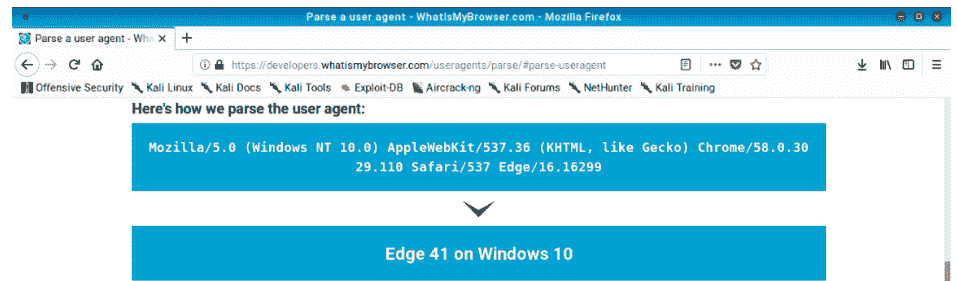 Parse a user agent - WhatIsMyBrowser.com - Mozilla Firefox
Parse a user agent - Wha
https://developers.whatismybrowser.com/useragents/parse/#parse-useragent
Offensive Security Kali Linux Kali Docs Kali Tools Exploit-DB Aircrack-ng Kali Forums NetHunter Kali Training
Here's how we parse the user agent:
Mozilla/5.0 (Windows NT 10.0) AppleWebKit/537.36 (KHTML, like Gecko) Chrome/58.0.30
29.110 Safari/537 Edge/16.16299
Edge 41 on Windows 10